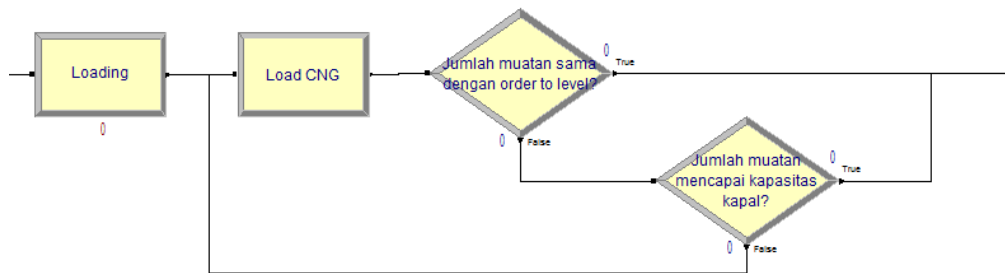 Loading
0
Load CNG
Jumlah muatan sama
dengan order to level?
0
True
0
False
Jumlah muatan
mencapai kapasitas
kapal?
0
True
0
False